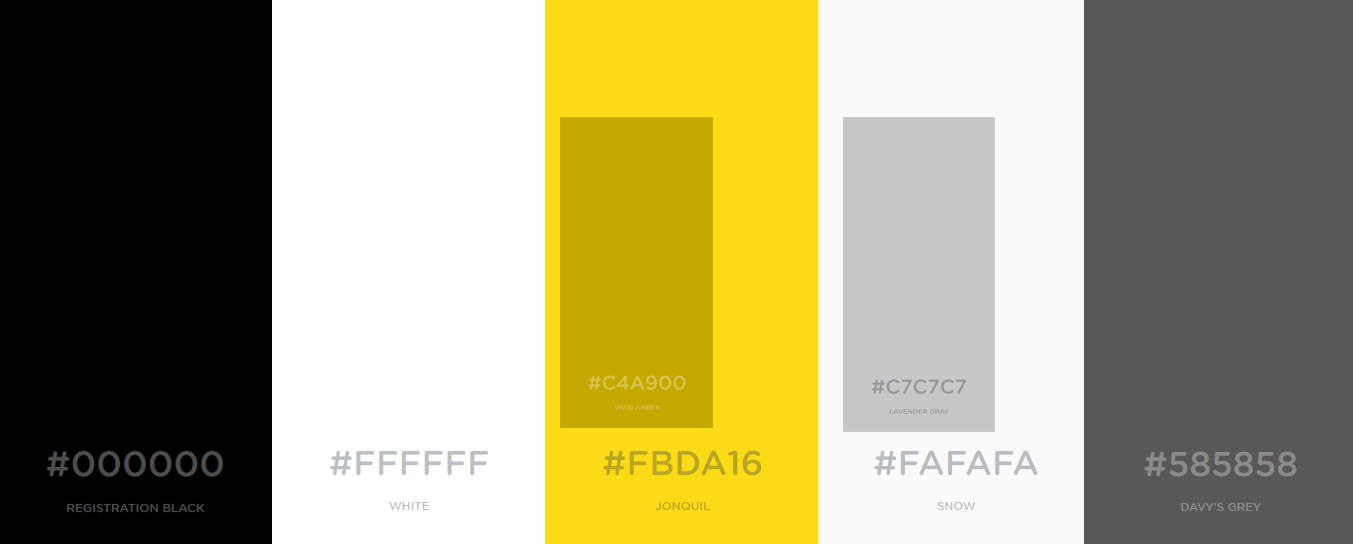 #C4A900
VIVID AMBER
#C7C7C7
LAVENDER GRAY
#000000
REGISTRATION BLACK
#FFFFFF
WHITE
#FBDA16
JONQUIL
#FAFAFA
SNOW
#585858
DAVY'S GREY